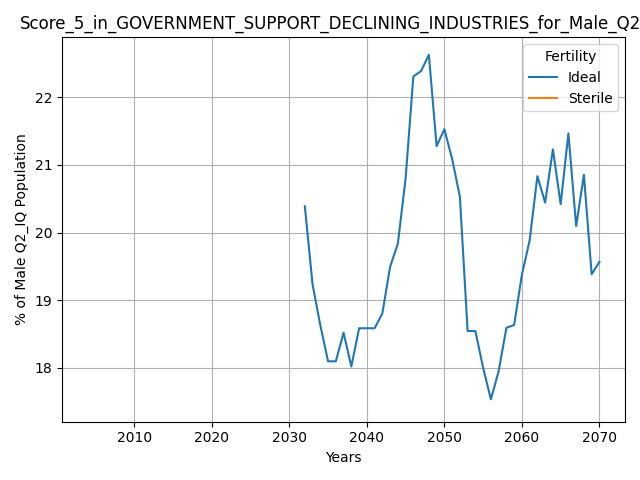 Score_5_in_GOVERNMENT_SUPPORT_DECLINING_INDUSTRIES_for_Male_Q2
Fertility
Ideal
Sterile
% of Male Q2_IQ Population
22
21
20
19
18
2010 2020 2030 2040 2050 2060 2070
Years